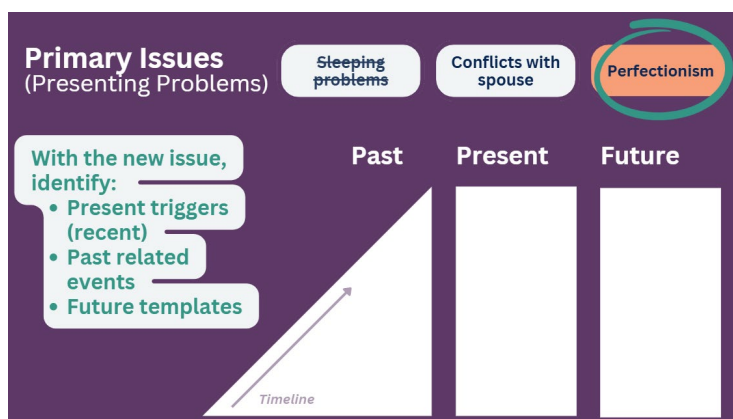 Primary Issues
(Presenting Problems)
Sleeping
problems
Conflicts with
spouse
Perfectionism
With the new issue,
identify:
• Present triggers
(recent)
• Past related
events
• Future templates
Past
Present
Future
Timeline